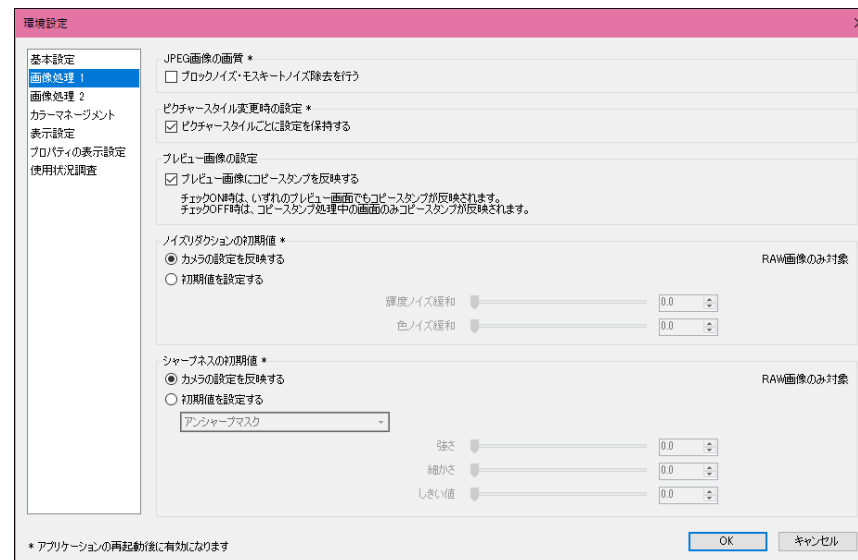 環境設定
基本設定
画像処理 1
画像処理 2
カラーマネージメント
表示設定
プロパティの表示設定
使用状況調査
JPEG画像の画質 *
ブロックノイズ・モスキートノイズ除去を行う
ピクチャースタイル変更時の設定 *
ピクチャースタイルごとに設定を保持する
プレビュー画像の設定
プレビュー画像にコピースタンプを反映する
チェックON時は、いずれのプレビュー画面でもコピースタンプが反映されます。
チェックOFF時は、コピースタンプ処理中の画面のみコピースタンプが反映されます。
ノイズリダクションの初期値 *
カメラの設定を反映する RAW画像のみ対象
初期値を設定する
輝度ノイズ緩和 0.0
色ノイズ緩和 0.0
シャープネスの初期値 *
カメラの設定を反映する RAW画像のみ対象
初期値を設定する
アンシャープマスク
強さ 0.0
細かさ 0.0
しきい値 0.0
* アプリケーションの再起動後に有効になります
OK キャンセル